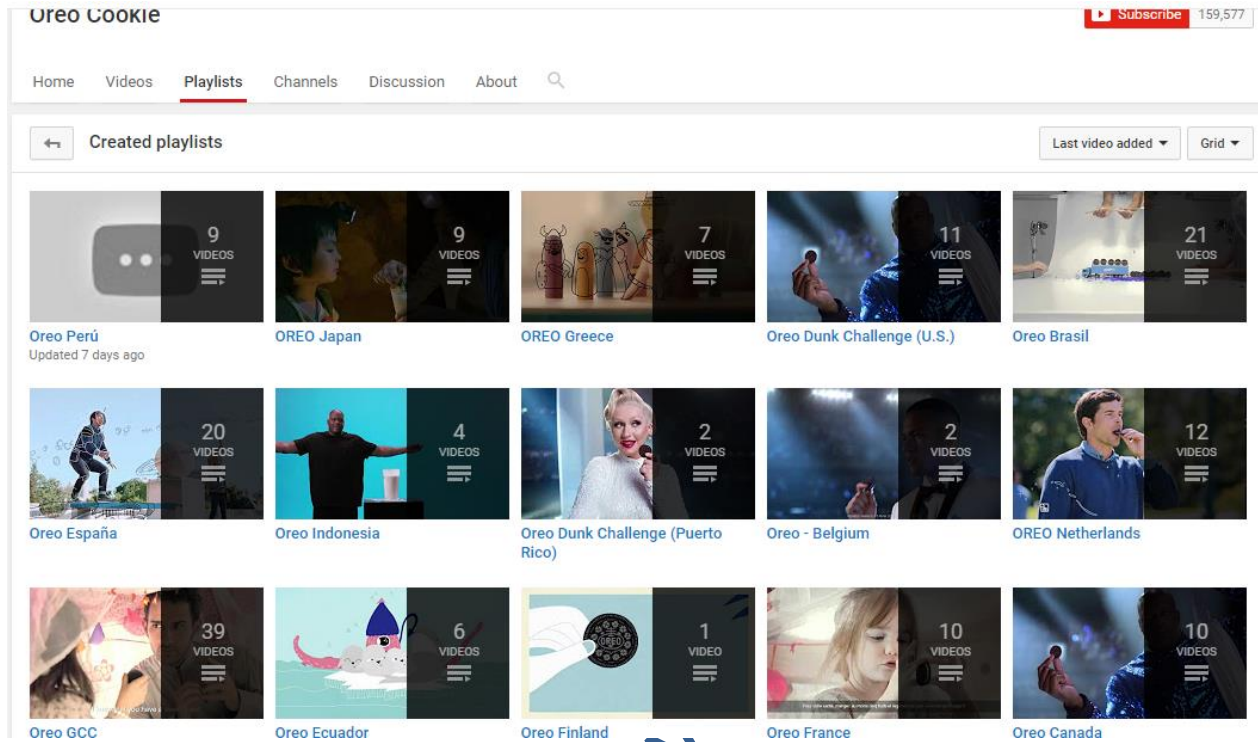 Oreo Cookie
Subscribe 159,577
Home Videos Playlists Channels Discussion About
Created playlists
Last video added Grid
9 VIDEOS
Oreo Perú
Updated 7 days ago
9 VIDEOS
OREO Japan
7 VIDEOS
OREO Greece
11 VIDEOS
Oreo Dunk Challenge (U.S.)
21 VIDEOS
Oreo Brasil
20 VIDEOS
Oreo España
4 VIDEOS
Oreo Indonesia
2 VIDEOS
Oreo Dunk Challenge (Puerto
Rico)
2 VIDEOS
Oreo - Belgium
12 VIDEOS
OREO Netherlands
39 VIDEOS
Oreo GCC
6 VIDEOS
Oreo Ecuador
OREO
1 VIDEO
Oreo Finland
10 VIDEOS
Oreo France
10 VIDEOS
Oreo Canada